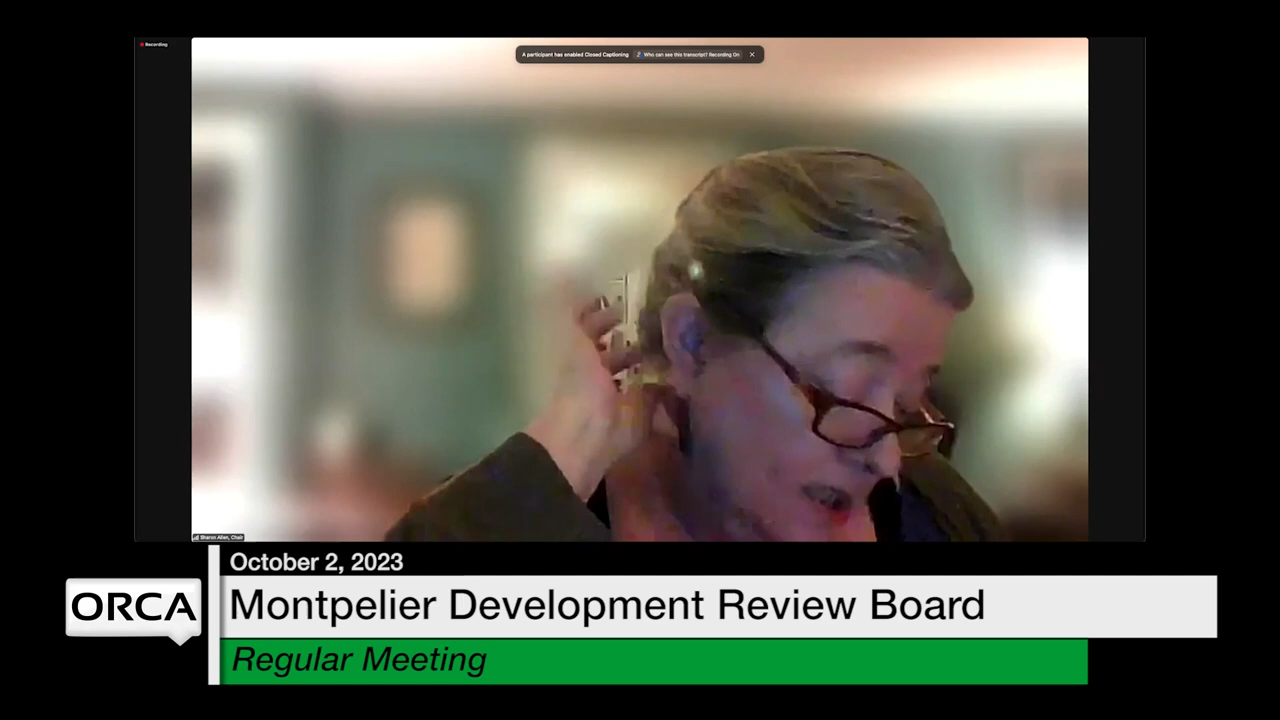 Recording
A participant has enabled Closed Captioning Who can see this transcript? Recording On
Sharon Allen, Chair
October 2, 2023
ORCA
Montpelier Development Review Board
Regular Meeting